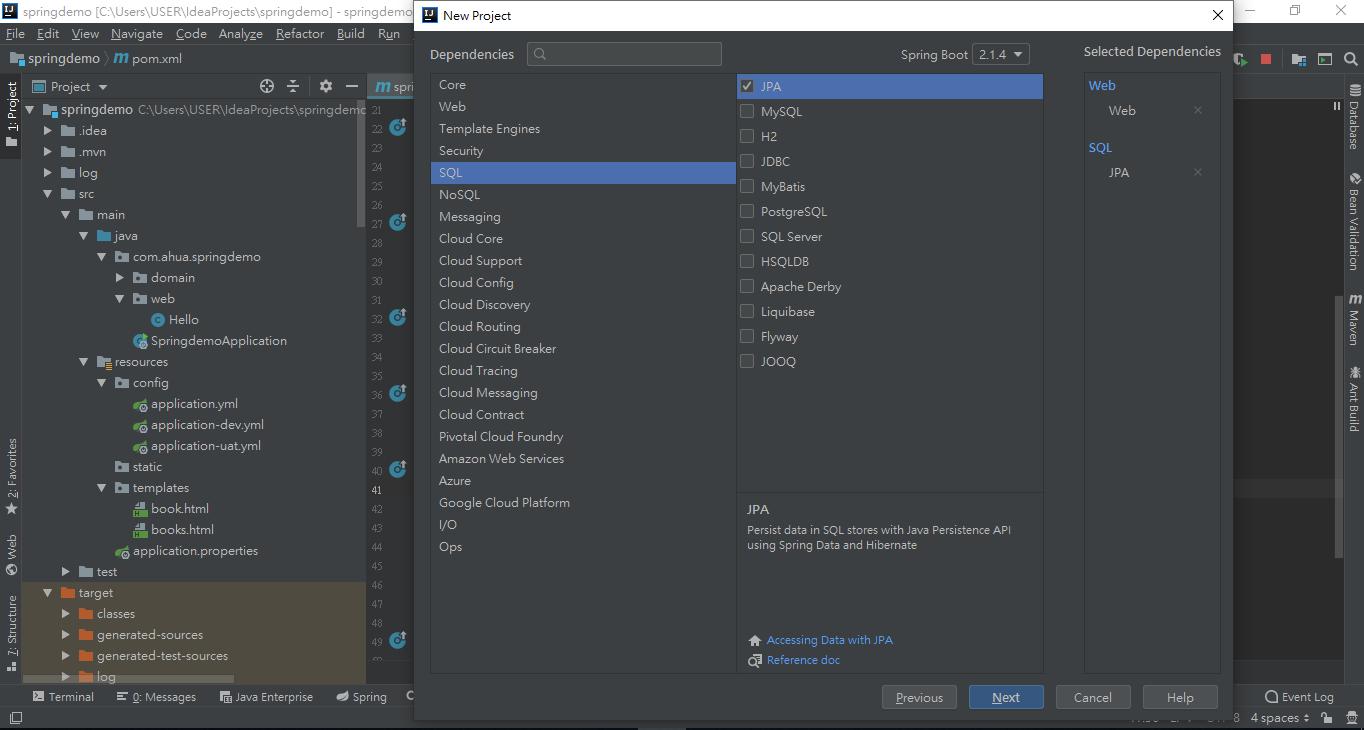 springdemo [C:\Users\USER\IdeaProjects\springdemo] - springdemo
File Edit View Navigate Code Analyze Refactor Build Run
springdemo m pom.xml
1: Project
Project
springdemo C:\Users\USER\IdeaProjects\springdemo
.idea
.mvn
log
src
main
java
com.ahua.springdemo
domain
web
Hello
SpringdemoApplication
resources
config
application.yml
application-dev.yml
application-uat.yml
static
templates
book.html
books.html
application.properties
test
target
classes
generated-sources
generated-test-sources
log
2: Favorites
Web
7: Structure
m spri
21
22
23
24
25
26
27
28
29
30
31
32
33
34
35
36
37
38
39
40
41
42
43
44
45
46
47
48
49
New Project
Dependencies
Spring Boot 2.1.4
Core
Web
Template Engines
Security
SQL
NoSQL
Messaging
Cloud Core
Cloud Support
Cloud Config
Cloud Discovery
Cloud Routing
Cloud Circuit Breaker
Cloud Tracing
Cloud Messaging
Cloud Contract
Pivotal Cloud Foundry
Amazon Web Services
Azure
Google Cloud Platform
I/O
Ops
JPA
MySQL
H2
JDBC
MyBatis
PostgreSQL
SQL Server
HSQLDB
Apache Derby
Liquibase
Flyway
JOOQ
JPA
Persist data in SQL stores with Java Persistence API
using Spring Data and Hibernate
Accessing Data with JPA
Reference doc
Selected Dependencies
Web
Web
SQL
JPA
Previous Next Cancel Help
Database
Bean Validation
m Maven
Ant Build
Terminal 0: Messages Java Enterprise Spring
Event Log
8 4 spaces